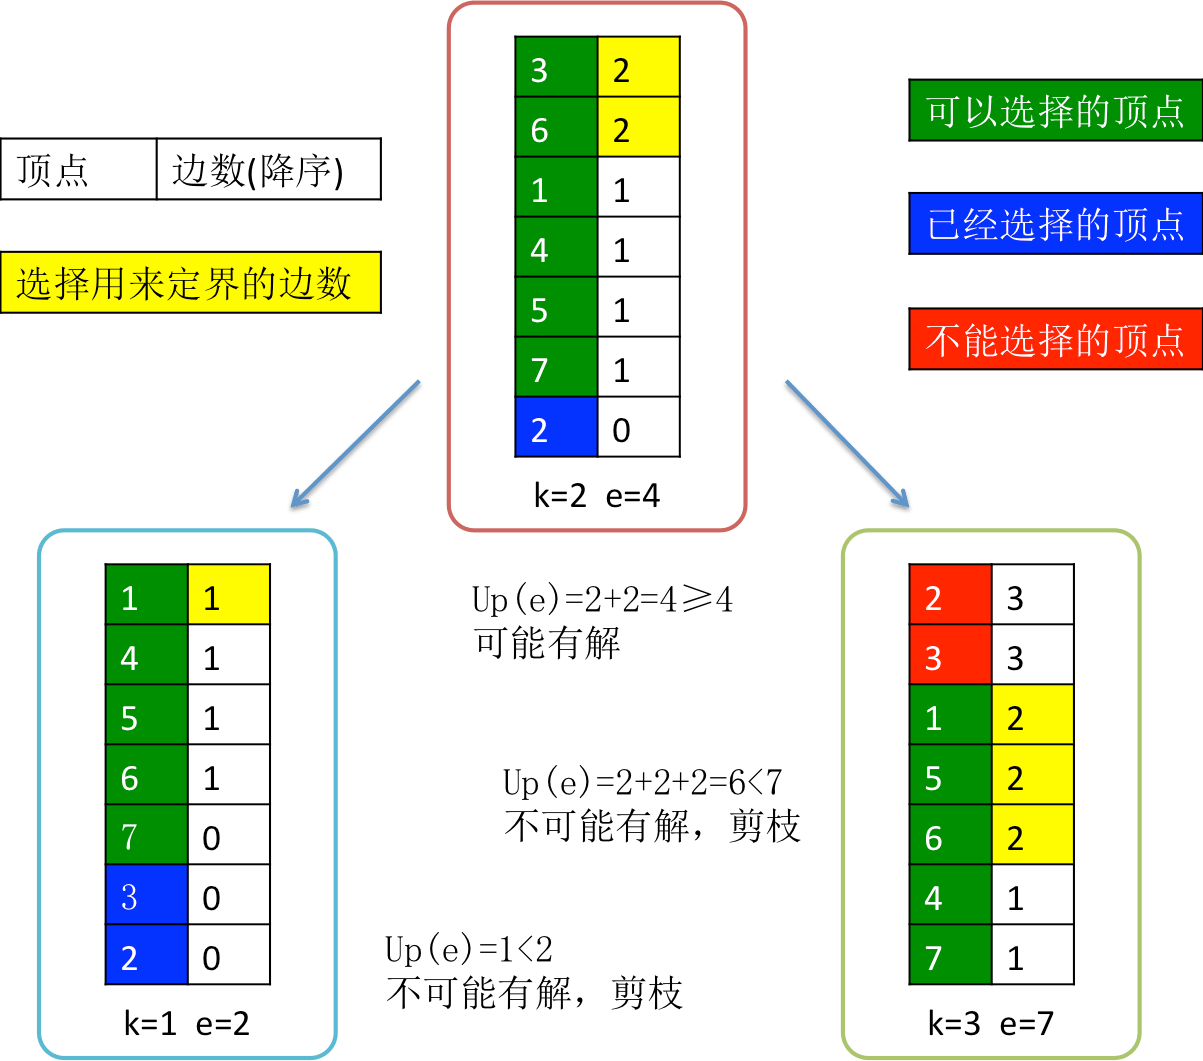 顶点 边数(降序)
选择用来定界的边数
3 2
6 2
1 1
4 1
5 1
7 1
2 0
k=2 e=4
可以选择的顶点
已经选择的顶点
不能选择的顶点
1 1
4 1
5 1
6 1
7 0
3 0
2 0
k=1 e=2
Up(e)=2+2=4≥4
可能有解
Up(e)=2+2+2=6<7
不可能有解，剪枝
Up(e)=1<2
不可能有解，剪枝
2 3
3 3
1 2
5 2
6 2
4 1
7 1
k=3 e=7